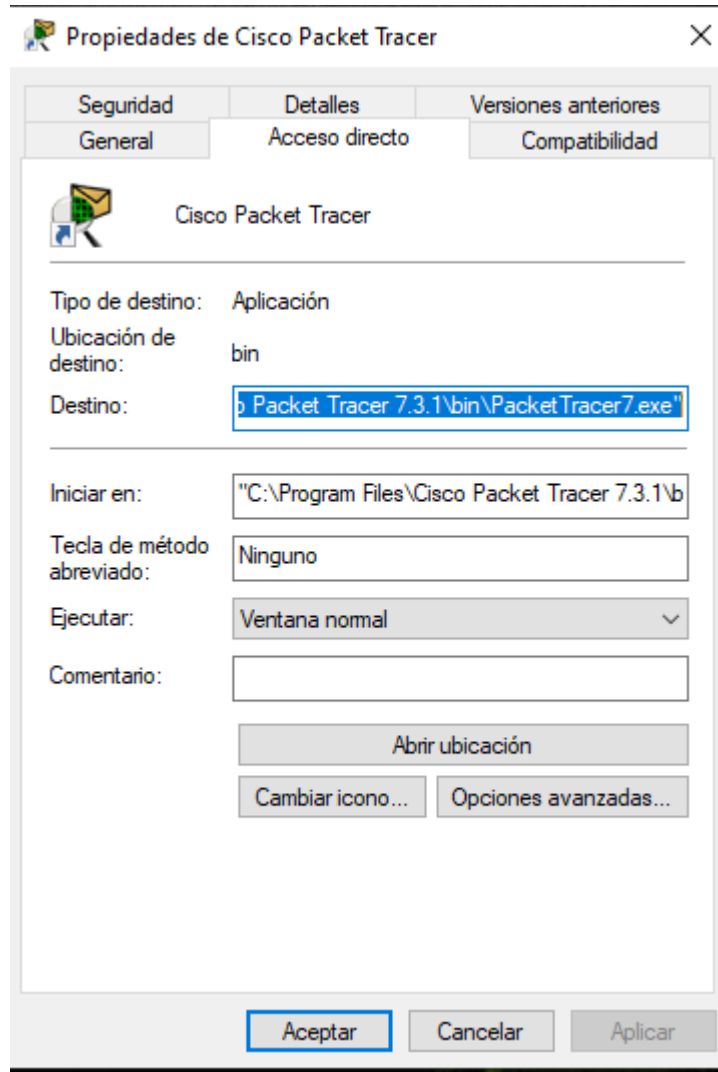 Propiedades de Cisco Packet Tracer
Seguridad Detalles Versiones anteriores
General Acceso directo Compatibilidad
Cisco Packet Tracer
Tipo de destino: Aplicación
Ubicación de
destino: bin
Destino: o Packet Tracer 7.3.1\bin\PacketTracer7.exe"
Iniciar en: "C:\Program Files\Cisco Packet Tracer 7.3.1\b
Tecla de método
abreviado: Ninguno
Ejecutar: Ventana normal
Comentario:
Abrir ubicación
Cambiar icono... Opciones avanzadas...
Aceptar Cancelar Aplicar